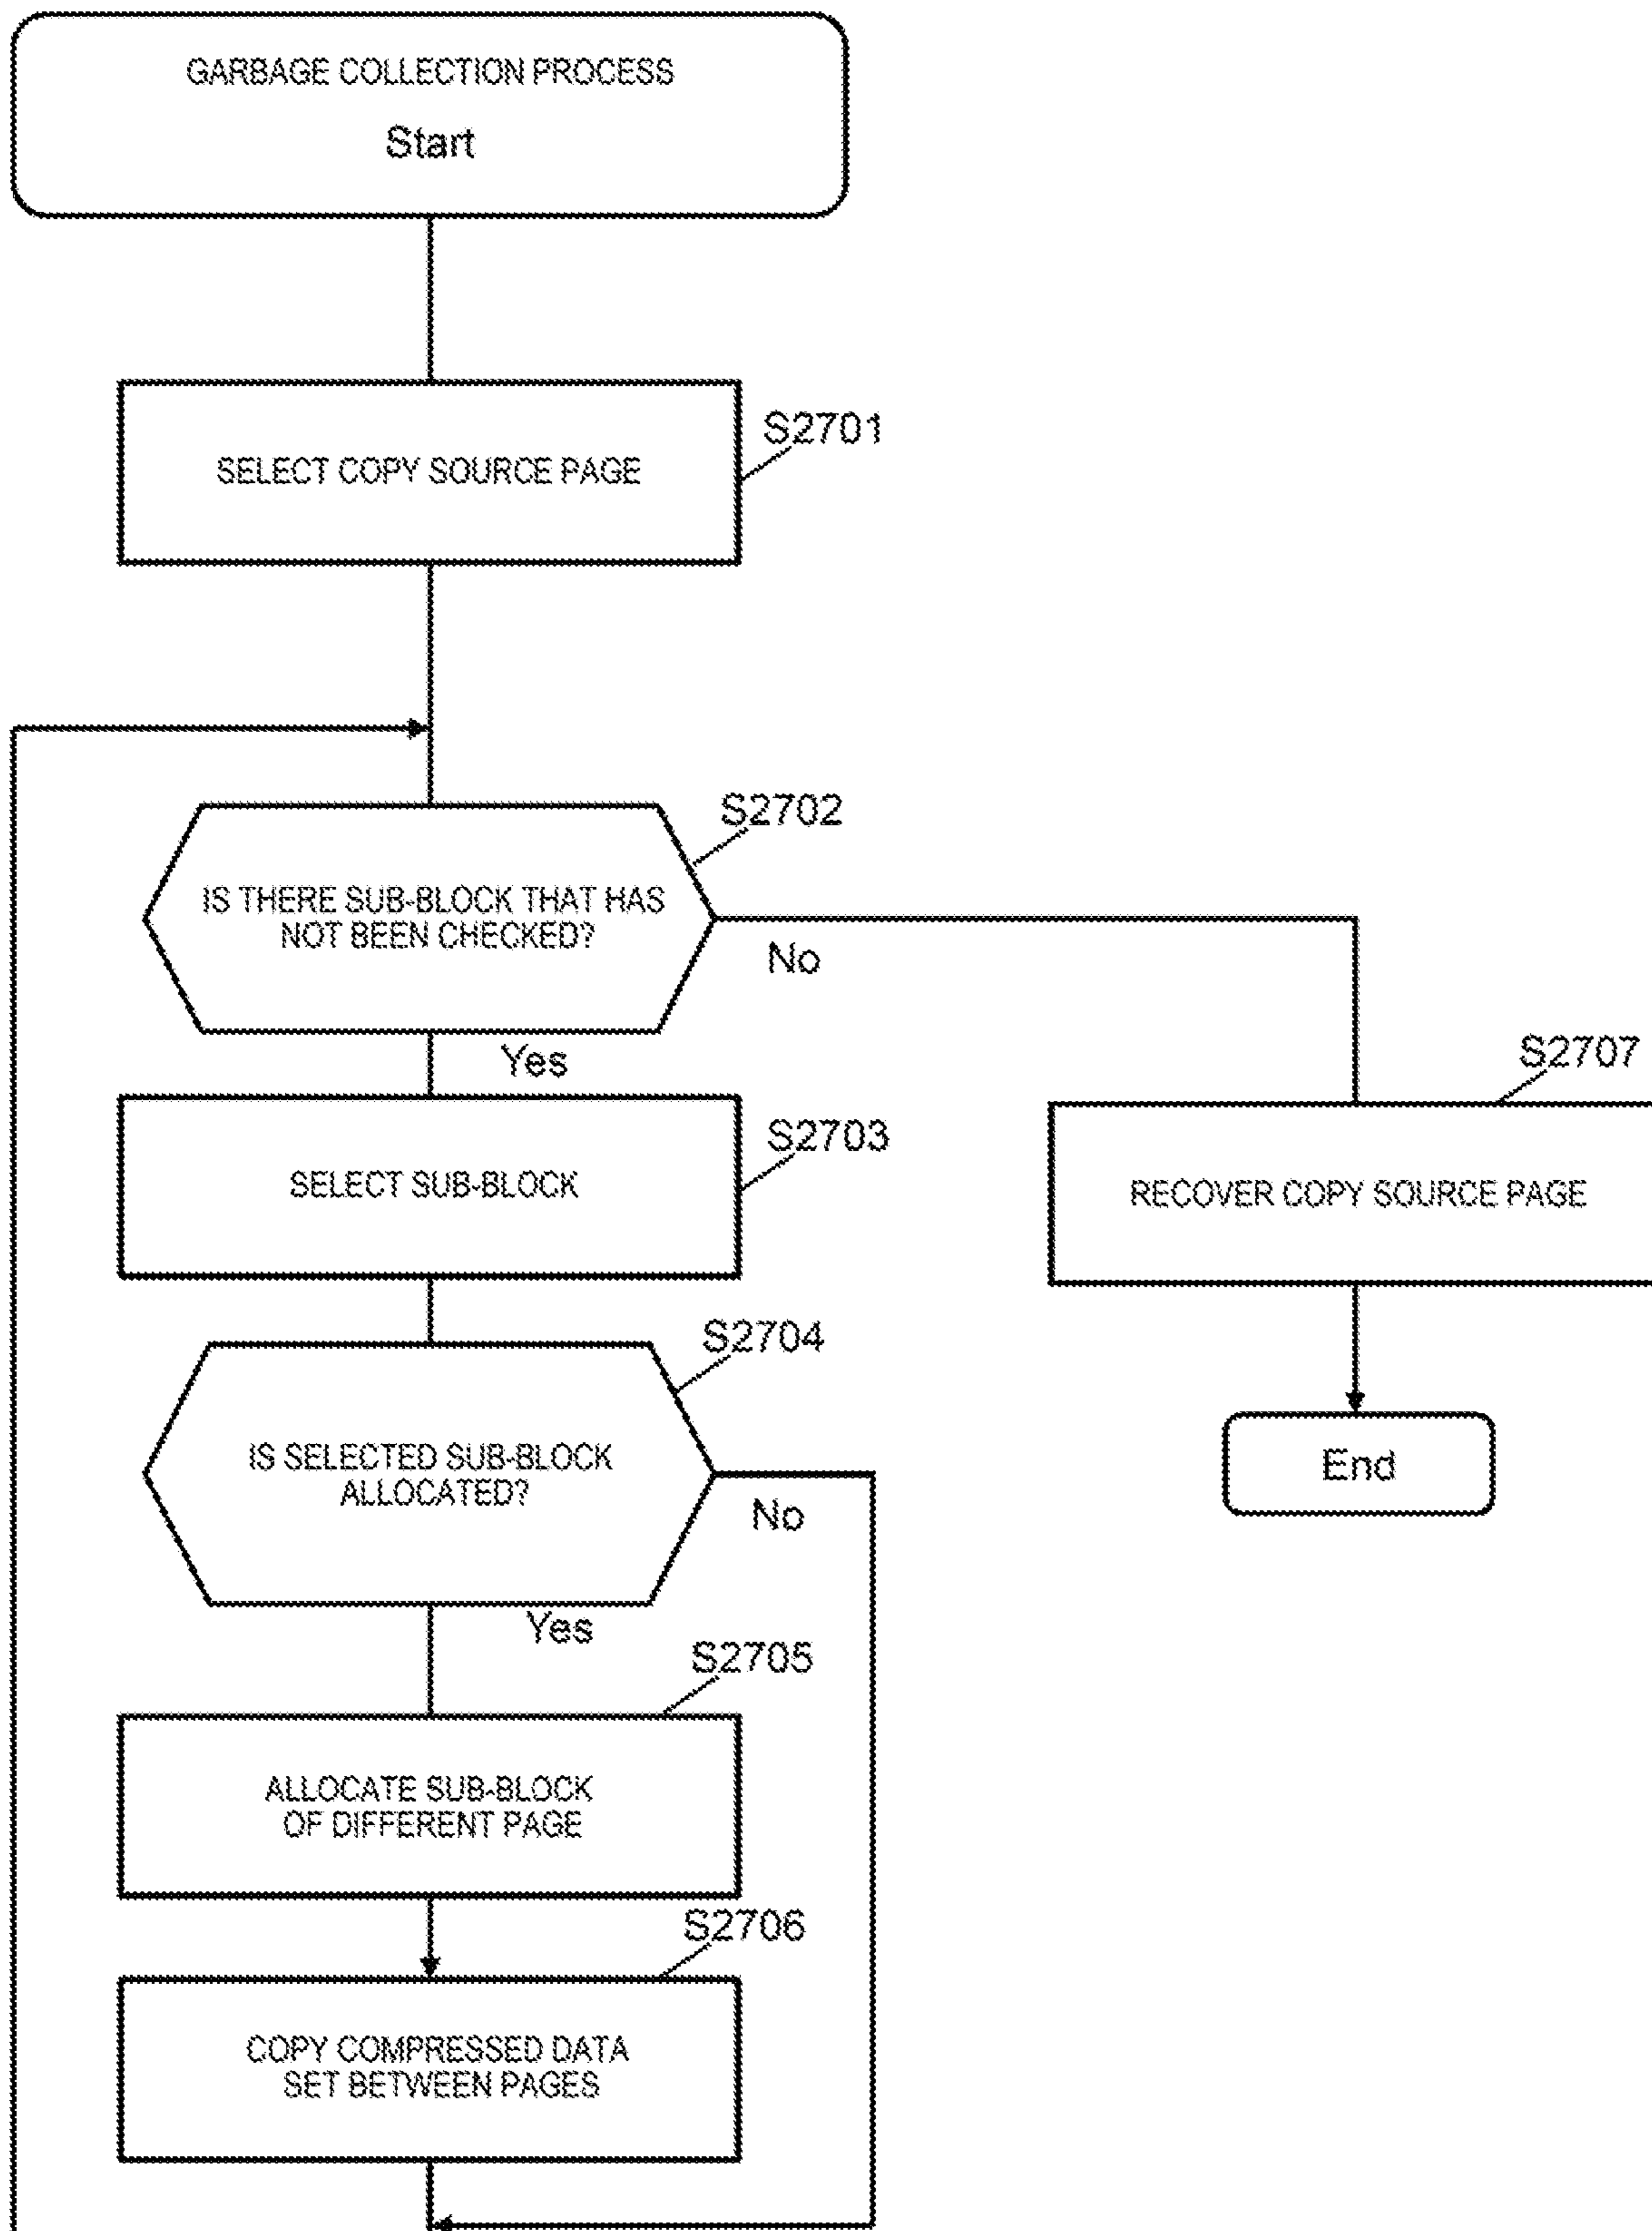 GARBAGE COLLECTION PROCESS
Start
S2701
SELECT COPY SOURCE PAGE
S2702
IS THERE SUB-BLOCK THAT HAS
NOT BEEN CHECKED?
No
Yes
S2703
SELECT SUB-BLOCK
S2707
RECOVER COPY SOURCE PAGE
S2704
IS SELECTED SUB-BLOCK
ALLOCATED?
No
End
Yes
S2705
ALLOCATE SUB-BLOCK
OF DIFFERENT PAGE
S2706
COPY COMPRESSED DATA
SET BETWEEN PAGES